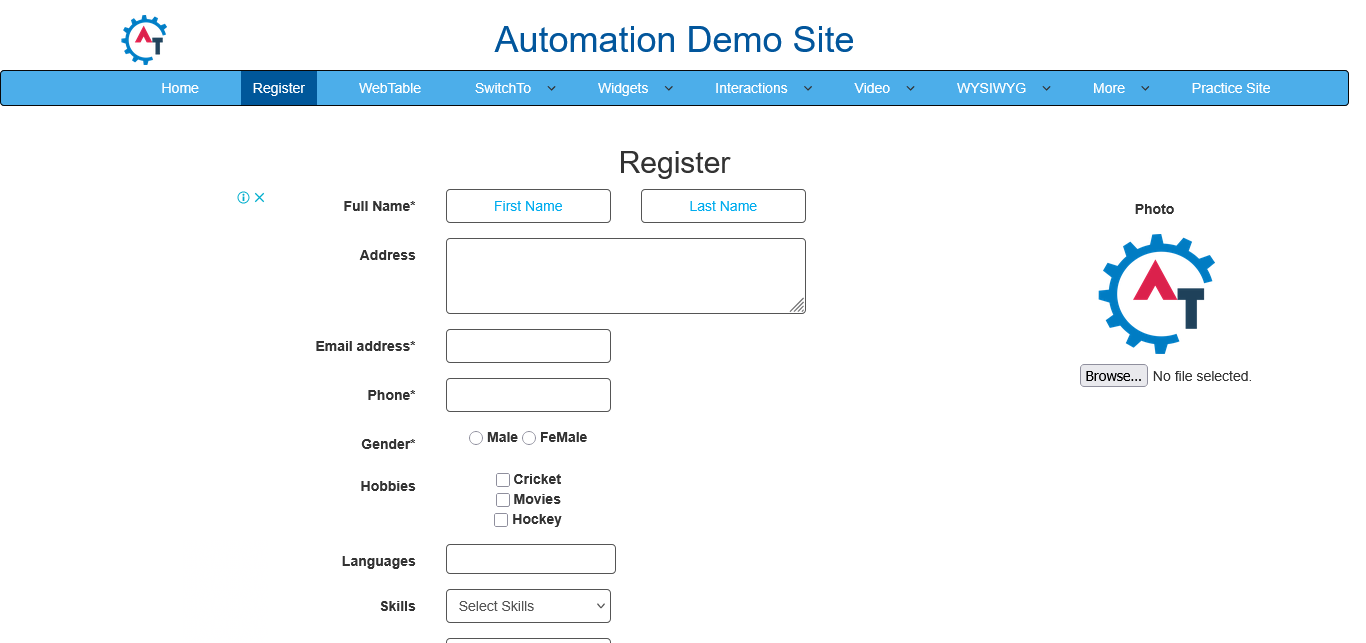 Automation Demo Site
Home Register WebTable SwitchTo Widgets Interactions Video WYSIWYG More Practice Site
Register
Full Name* First Name Last Name
Photo
Address
AT
Email address*
Browse... No file selected.
Phone*
Gender* Male FeMale
Hobbies Cricket
Movies
Hockey
Languages
Skills Select Skills